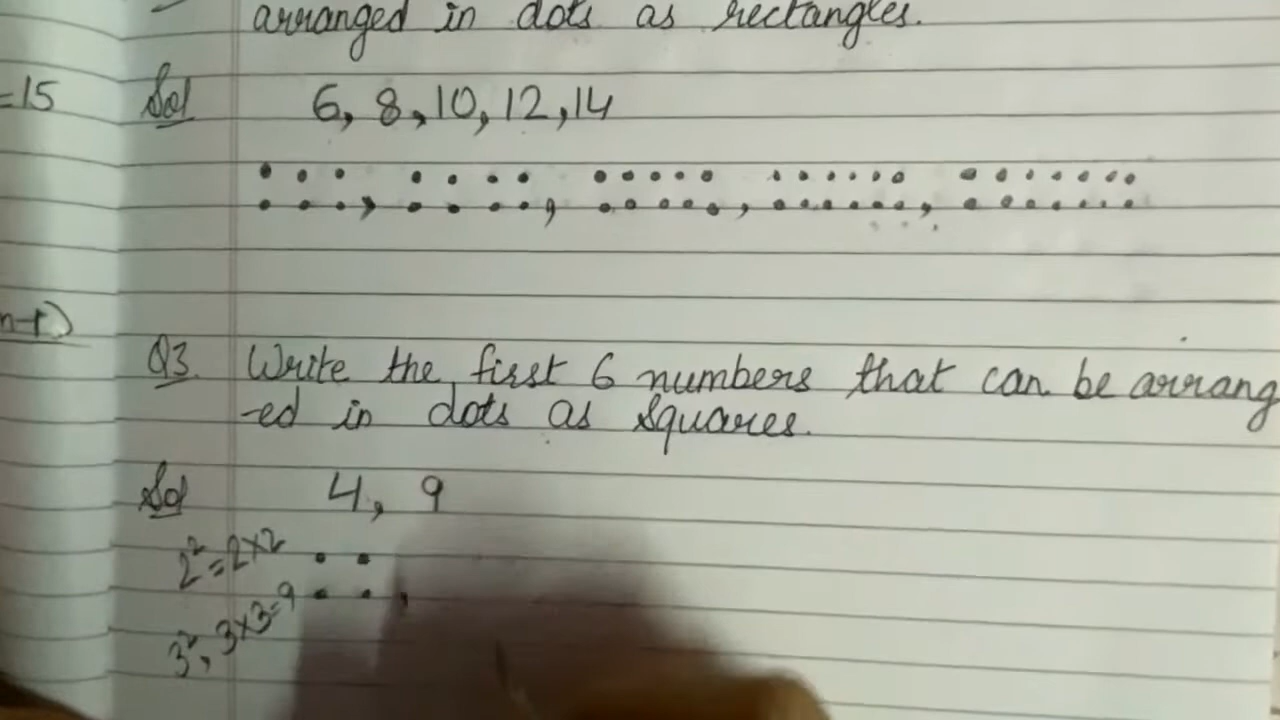 arranged in dots as rectangles.
=15 Sol 6, 8, 10, 12, 14
Q3. Write the first 6 numbers that can be arrang
-ed in dots as squares.
Sol 4, 9
2²=2×2
3², 3×3=9